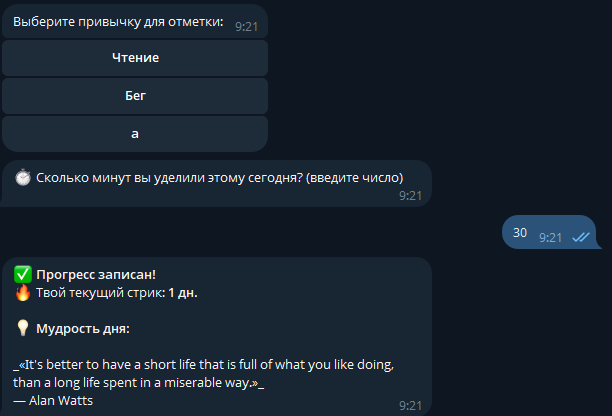 Выберите привычку для отметки:
9:21
Чтение
Бег
а
⏱ Сколько минут вы уделили этому сегодня? (введите число)
9:21
30 9:21
✅ Прогресс записан!
🔥 Твой текущий стрик: 1 дн.
💡 Мудрость дня:
_«It's better to have a short life that is full of what you like doing,
than a long life spent in a miserable way.»_
— Alan Watts
9:21